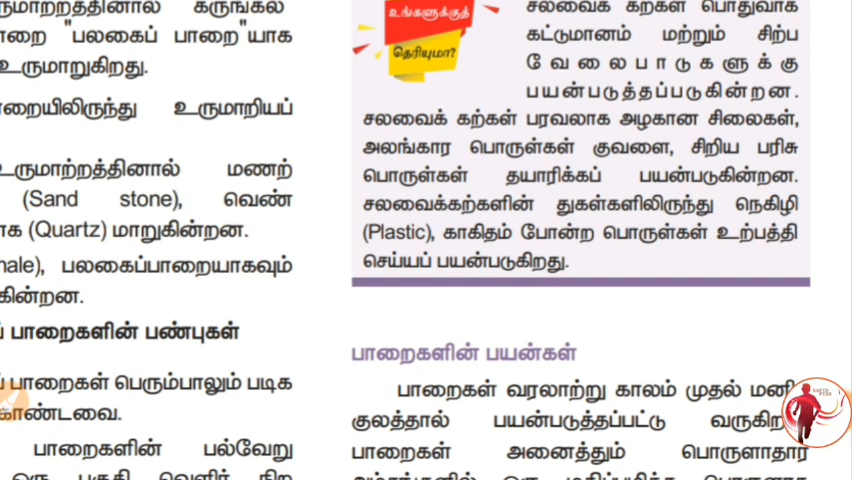 ருமாற்றத்தினால் கருங்கல்
ாறை "பலகைப் பாறை"யாக
உருமாறுகிறது.
ாறையிலிருந்து உருமாறியப்
உருமாற்றத்தினால் மணற்
(Sand stone), வெண்
ாக (Quartz) மாறுகின்றன.
hale), பலகைப்பாறையாகவும்
கின்றன.
பாறைகளின் பண்புகள்
பாறைகள் பெரும்பாலும் படிக
கொண்டவை.
பாறைகளின் பல்வேறு
ஒரு பகுதி வெளிர் நிற
உங்களுக்குத்
தெரியுமா?
சலவைக் கற்கள் பொதுவாக
கட்டுமானம் மற்றும் சிற்ப
வேலைபாடுகளுக்கு
பயன்படுத்தப்படுகின்றன.
சலவைக் கற்கள் பரவலாக அழகான சிலைகள்,
அலங்கார பொருள்கள் குவளை, சிறிய பரிசு
பொருள்கள் தயாரிக்கப் பயன்படுகின்றன.
சலவைக்கற்களின் துகள்களிலிருந்து நெகிழி
(Plastic), காகிதம் போன்ற பொருள்கள் உற்பத்தி
செய்யப் பயன்படுகிறது.
பாறைகளின் பயன்கள்
பாறைகள் வரலாற்று காலம் முதல் மனித
குலத்தால் பயன்படுத்தப்பட்டு வருகிற
பாறைகள் அனைத்தும் பொருளாதார